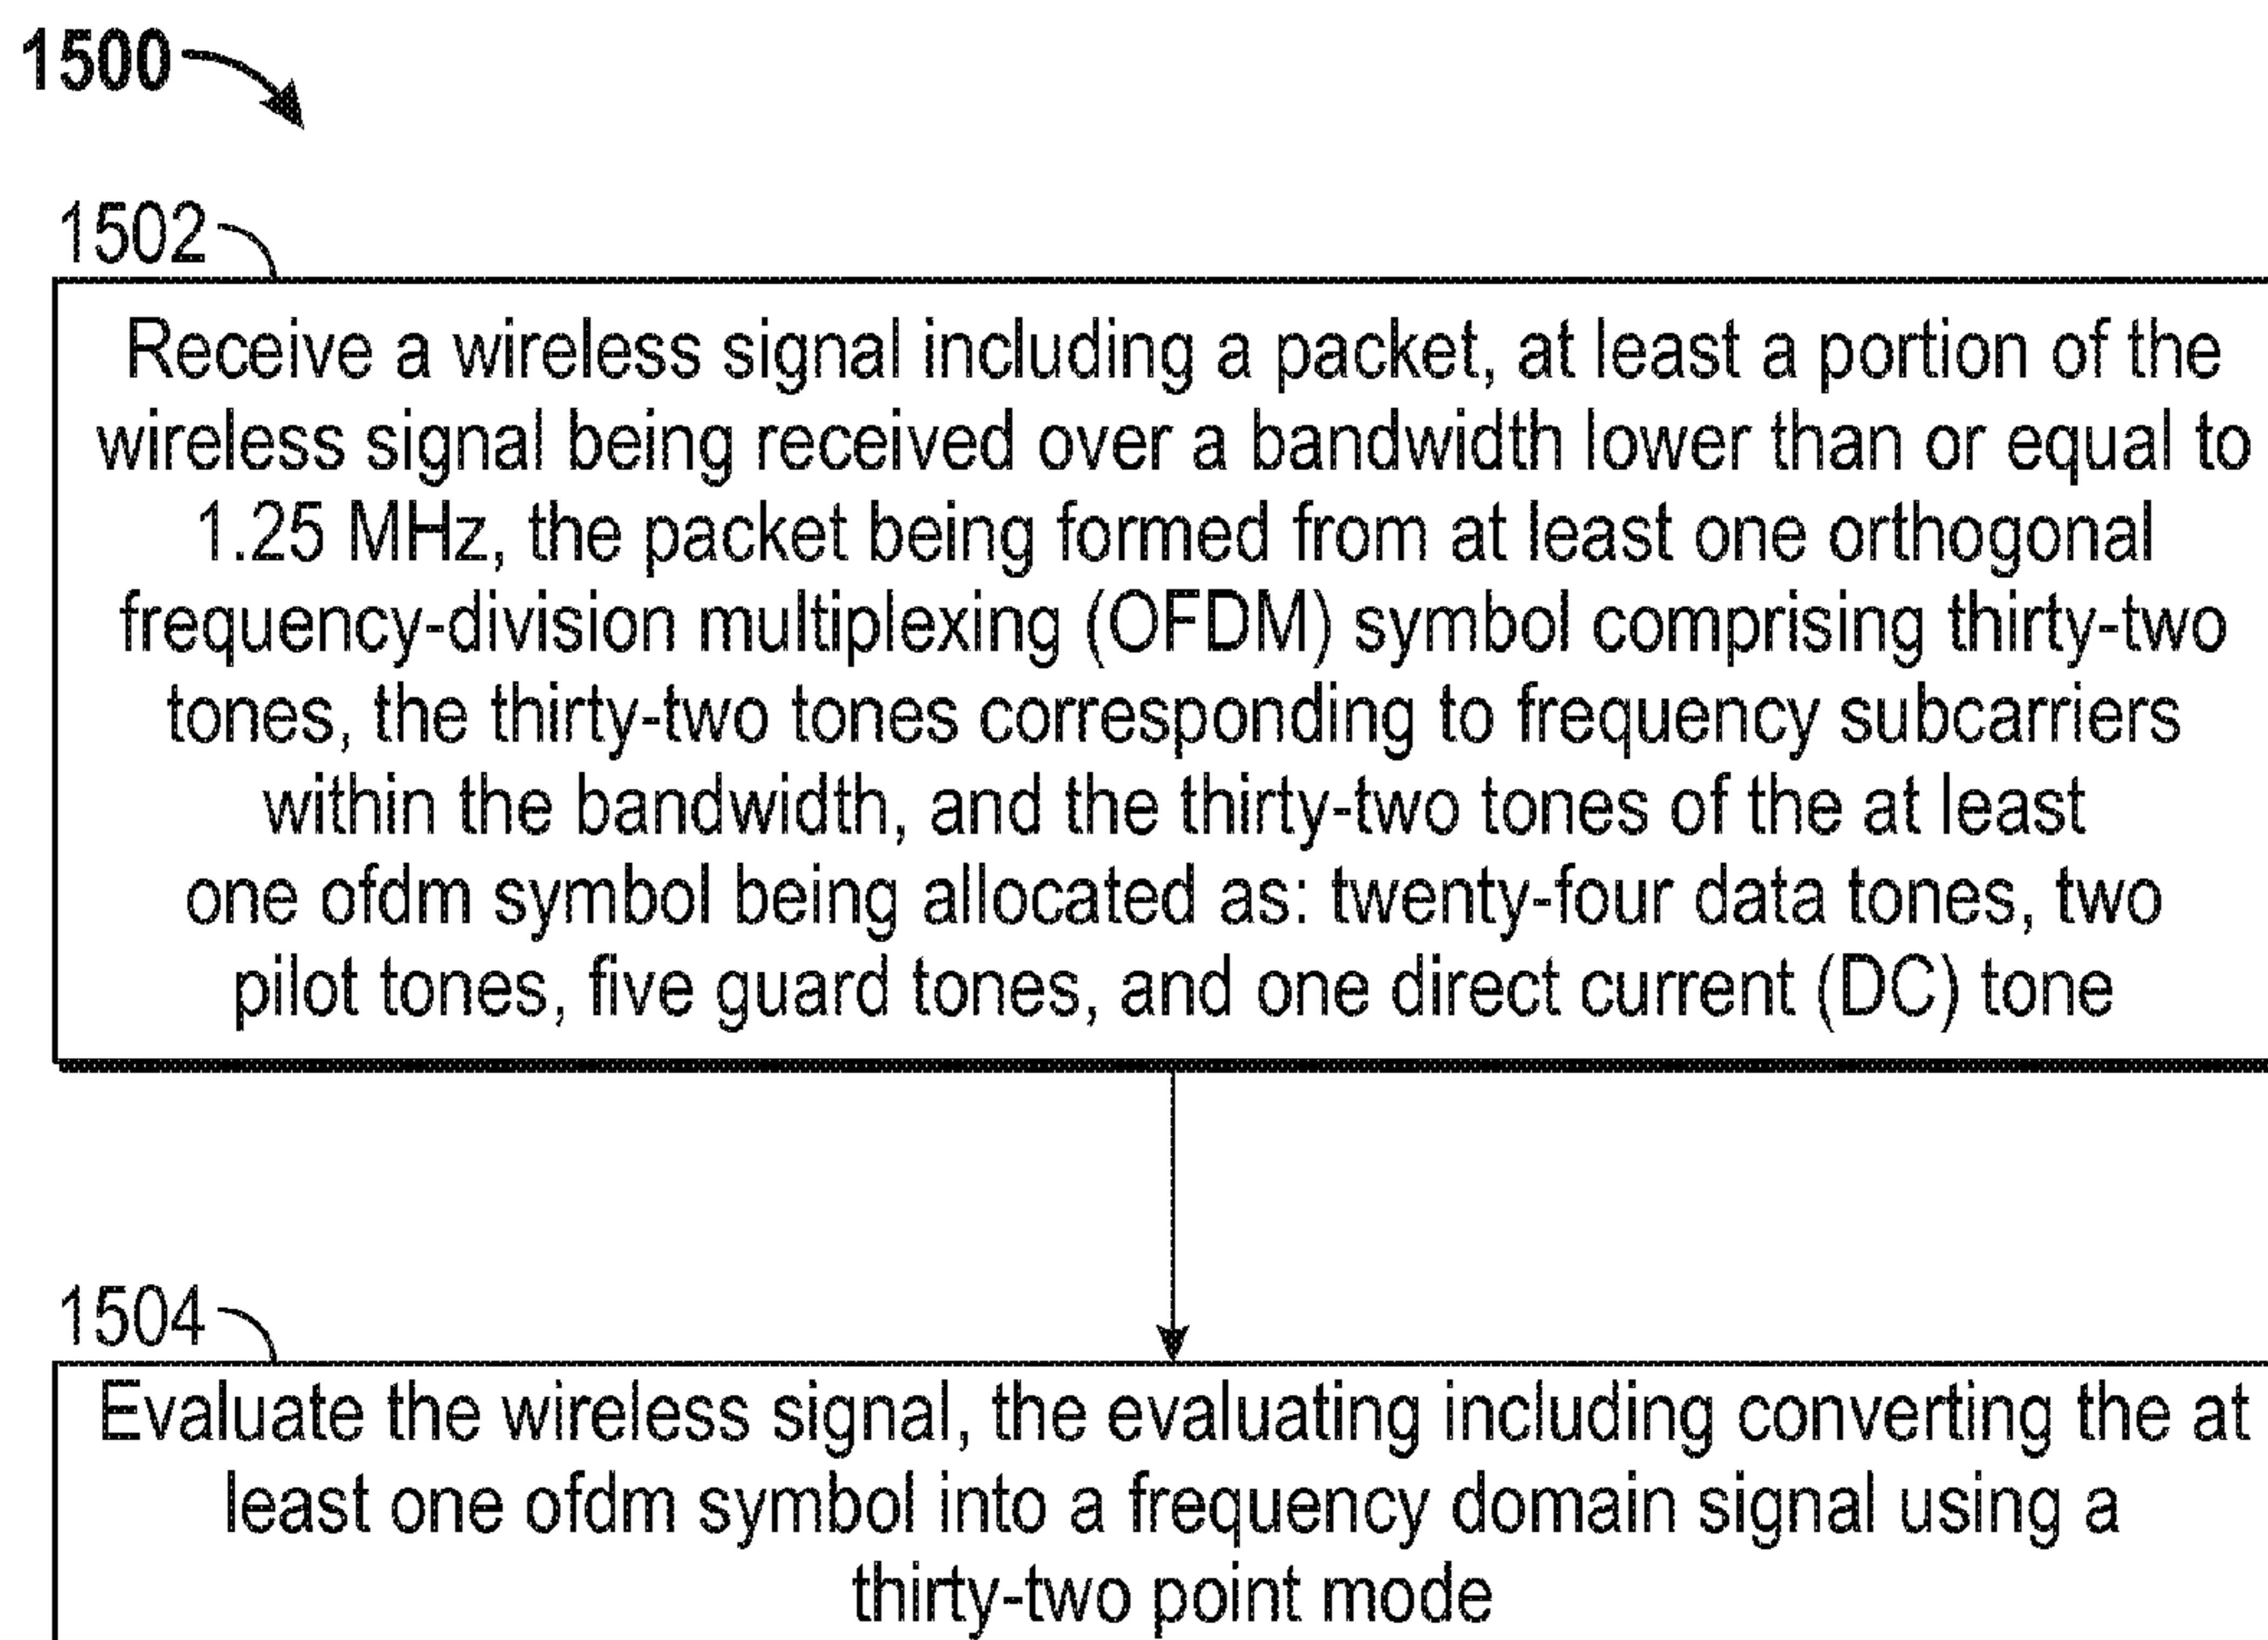 1500
1502
Receive a wireless signal including a packet, at least a portion of the
wireless signal being received over a bandwidth lower than or equal to
1.25 MHz, the packet being formed from at least one orthogonal
frequency-division multiplexing (OFDM) symbol comprising thirty-two
tones, the thirty-two tones corresponding to frequency subcarriers
within the bandwidth, and the thirty-two tones of the at least
one ofdm symbol being allocated as: twenty-four data tones, two
pilot tones, five guard tones, and one direct current (DC) tone
1504
Evaluate the wireless signal, the evaluating including converting the at
least one ofdm symbol into a frequency domain signal using a
thirty-two point mode